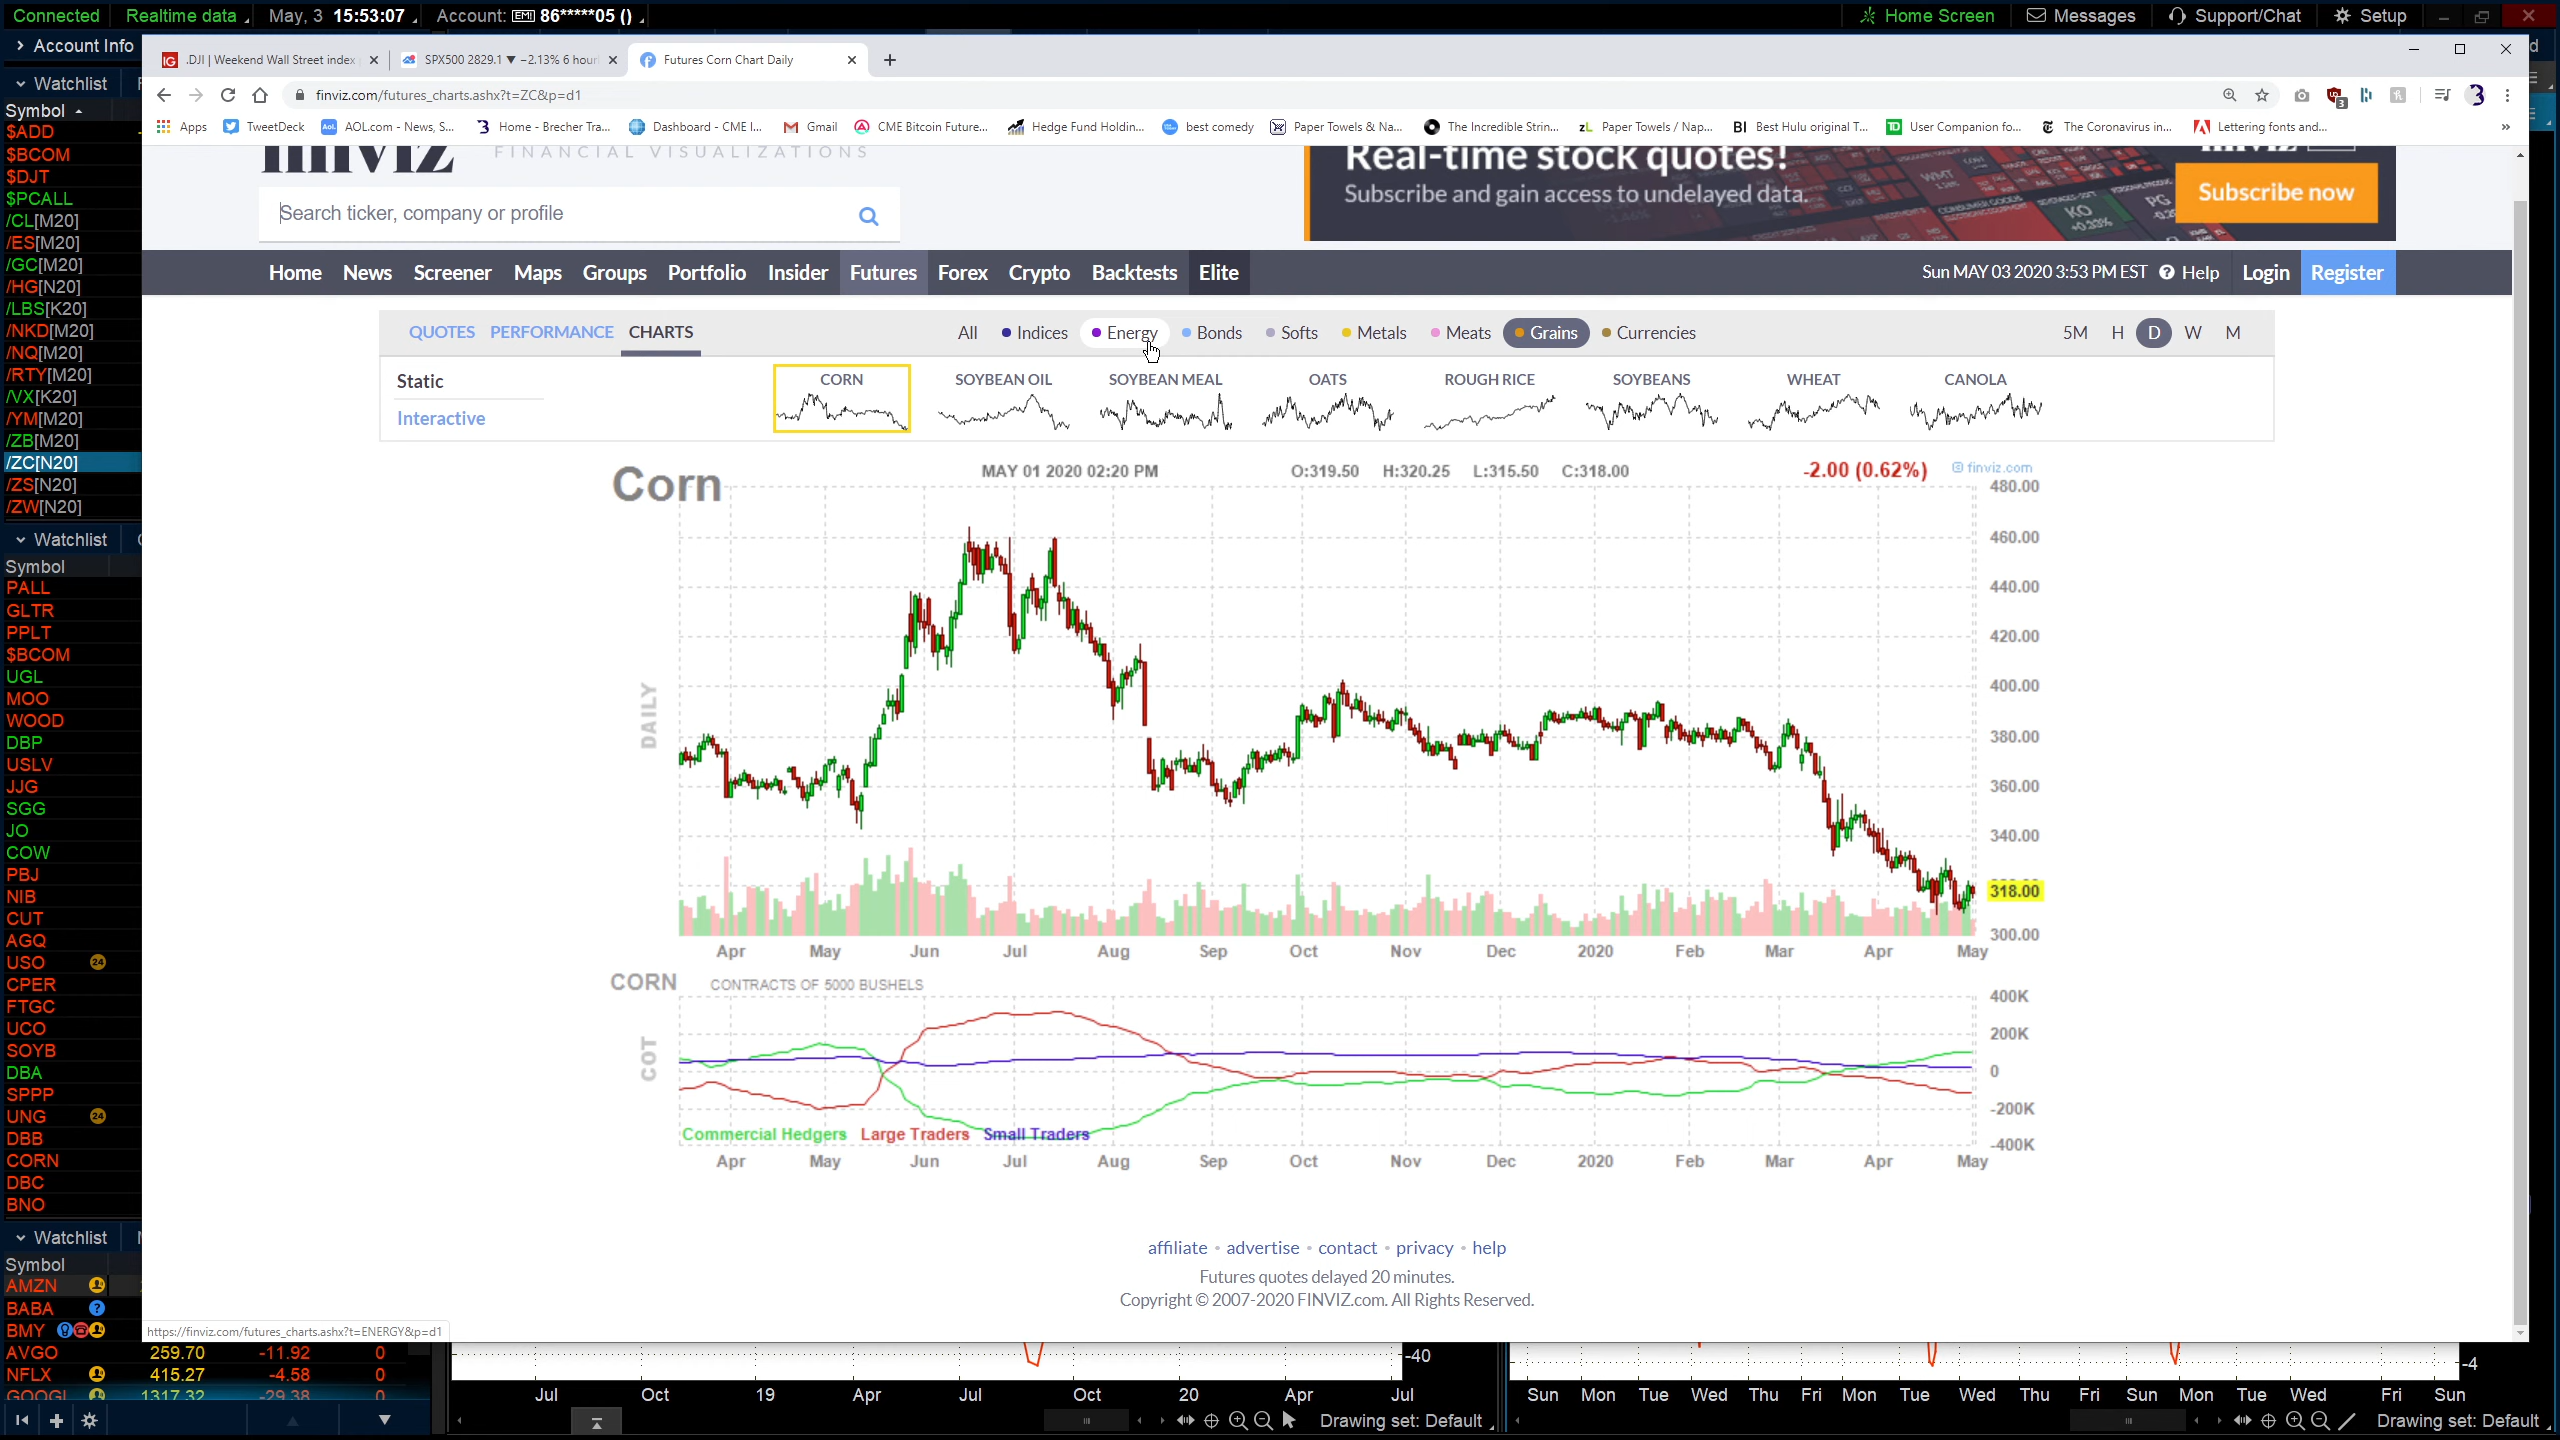 Connected Realtime data May, 3 15:53:07 Account: EMI 86*****05 () Home Screen Messages Support/Chat Setup
Account Info
.DJI | Weekend Wall Street index SPX500 2829.1 ▼ −2.13% 6 hour Futures Corn Chart Daily
finviz.com/futures_charts.ashx?t=ZC&p=d1
Apps TweetDeck AOL.com - News, S... Home - Brecher Tra... Dashboard - CME I... Gmail CME Bitcoin Future... Hedge Fund Holdin... best comedy Paper Towels & Na... The Incredible Strin... Paper Towels / Nap... Best Hulu original T... User Companion fo... The Coronavirus in... Lettering fonts and... »
Watchlist
Symbol
$ADD
$BCOM
$DJT
$PCALL
/CL[M20]
/ES[M20]
/GC[M20]
/HG[N20]
/LBS[K20]
/NKD[M20]
/NQ[M20]
/RTY[M20]
/VX[K20]
/YM[M20]
/ZB[M20]
/ZC[N20]
/ZS[N20]
/ZW[N20]
Watchlist
Symbol
PALL
GLTR
PPLT
$BCOM
UGL
MOO
WOOD
DBP
USLV
JJG
SGG
JO
COW
PBJ
NIB
CUT
AGQ
USO 24
CPER
FTGC
UCO
SOYB
DBA
SPPP
UNG 24
DBB
CORN
DBC
BNO
Watchlist
Symbol
AMZN
BABA
BMY
AVGO 259.70 -11.92 0
NFLX 415.27 -4.58 0
GOOGL 1317.32 -29.38 0
finviz FINANCIAL VISUALIZATIONS
Real-time stock quotes!
Subscribe and gain access to undelayed data.
Subscribe now
WMT
KO
+0.33%
PG
Search ticker, company or profile
Home News Screener Maps Groups Portfolio Insider Futures Forex Crypto Backtests Elite Sun MAY 03 2020 3:53 PM EST Help Login Register
QUOTES PERFORMANCE CHARTS All Indices Energy Bonds Softs Metals Meats Grains Currencies 5M H D W M
Static
Interactive
CORN SOYBEAN OIL SOYBEAN MEAL OATS ROUGH RICE SOYBEANS WHEAT CANOLA
Corn MAY 01 2020 02:20 PM O:319.50 H:320.25 L:315.50 C:318.00 -2.00 (0.62%) © finviz.com
480.00
460.00
440.00
420.00
400.00
380.00
360.00
340.00
318.00
300.00
DAILY
Apr May Jun Jul Aug Sep Oct Nov Dec 2020 Feb Mar Apr May
CORN CONTRACTS OF 5000 BUSHELS
400K
200K
0
-200K
-400K
COT
Commercial Hedgers Large Traders Small Traders
Apr May Jun Jul Aug Sep Oct Nov Dec 2020 Feb Mar Apr May
affiliate • advertise • contact • privacy • help
Futures quotes delayed 20 minutes.
Copyright © 2007-2020 FINVIZ.com. All Rights Reserved.
https://finviz.com/futures_charts.ashx?t=ENERGY&p=d1
-40 -4
Jul Oct 19 Apr Jul Oct 20 Apr Jul Sun Mon Tue Wed Thu Fri Mon Tue Wed Thu Fri Sun Mon Tue Wed Fri Sun
Drawing set: Default Drawing set: Default